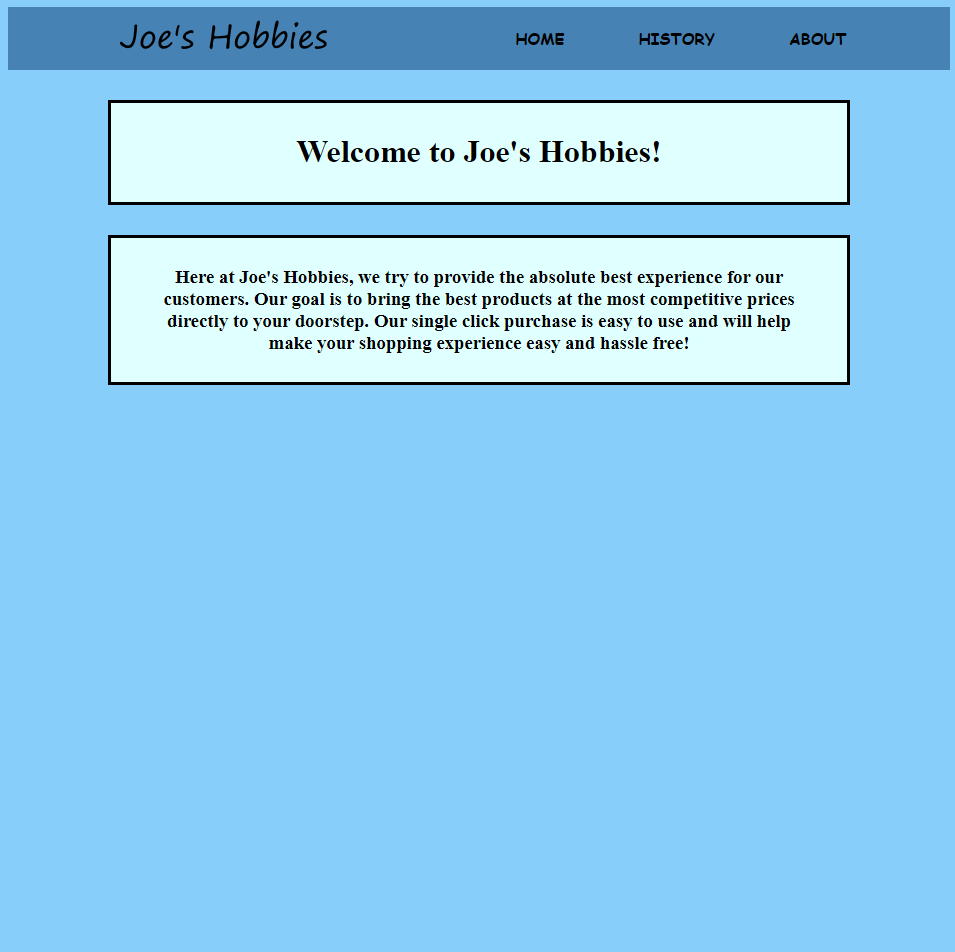 Joe's Hobbies
HOME HISTORY ABOUT
Welcome to Joe's Hobbies!
Here at Joe's Hobbies, we try to provide the absolute best experience for our
customers. Our goal is to bring the best products at the most competitive prices
directly to your doorstep. Our single click purchase is easy to use and will help
make your shopping experience easy and hassle free!